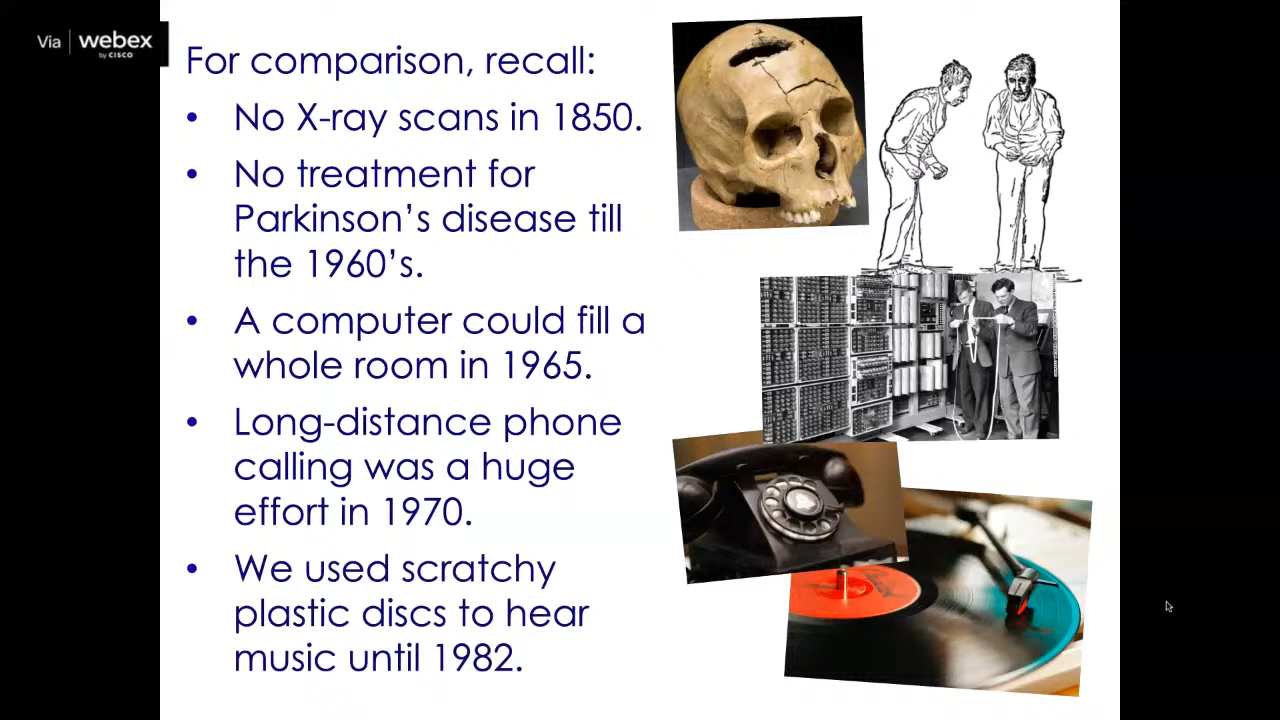 Via webex
by CISCO
For comparison, recall:
• No X-ray scans in 1850.
• No treatment for
Parkinson's disease till
the 1960's.
• A computer could fill a
whole room in 1965.
• Long-distance phone
calling was a huge
effort in 1970.
• We used scratchy
plastic discs to hear
music until 1982.